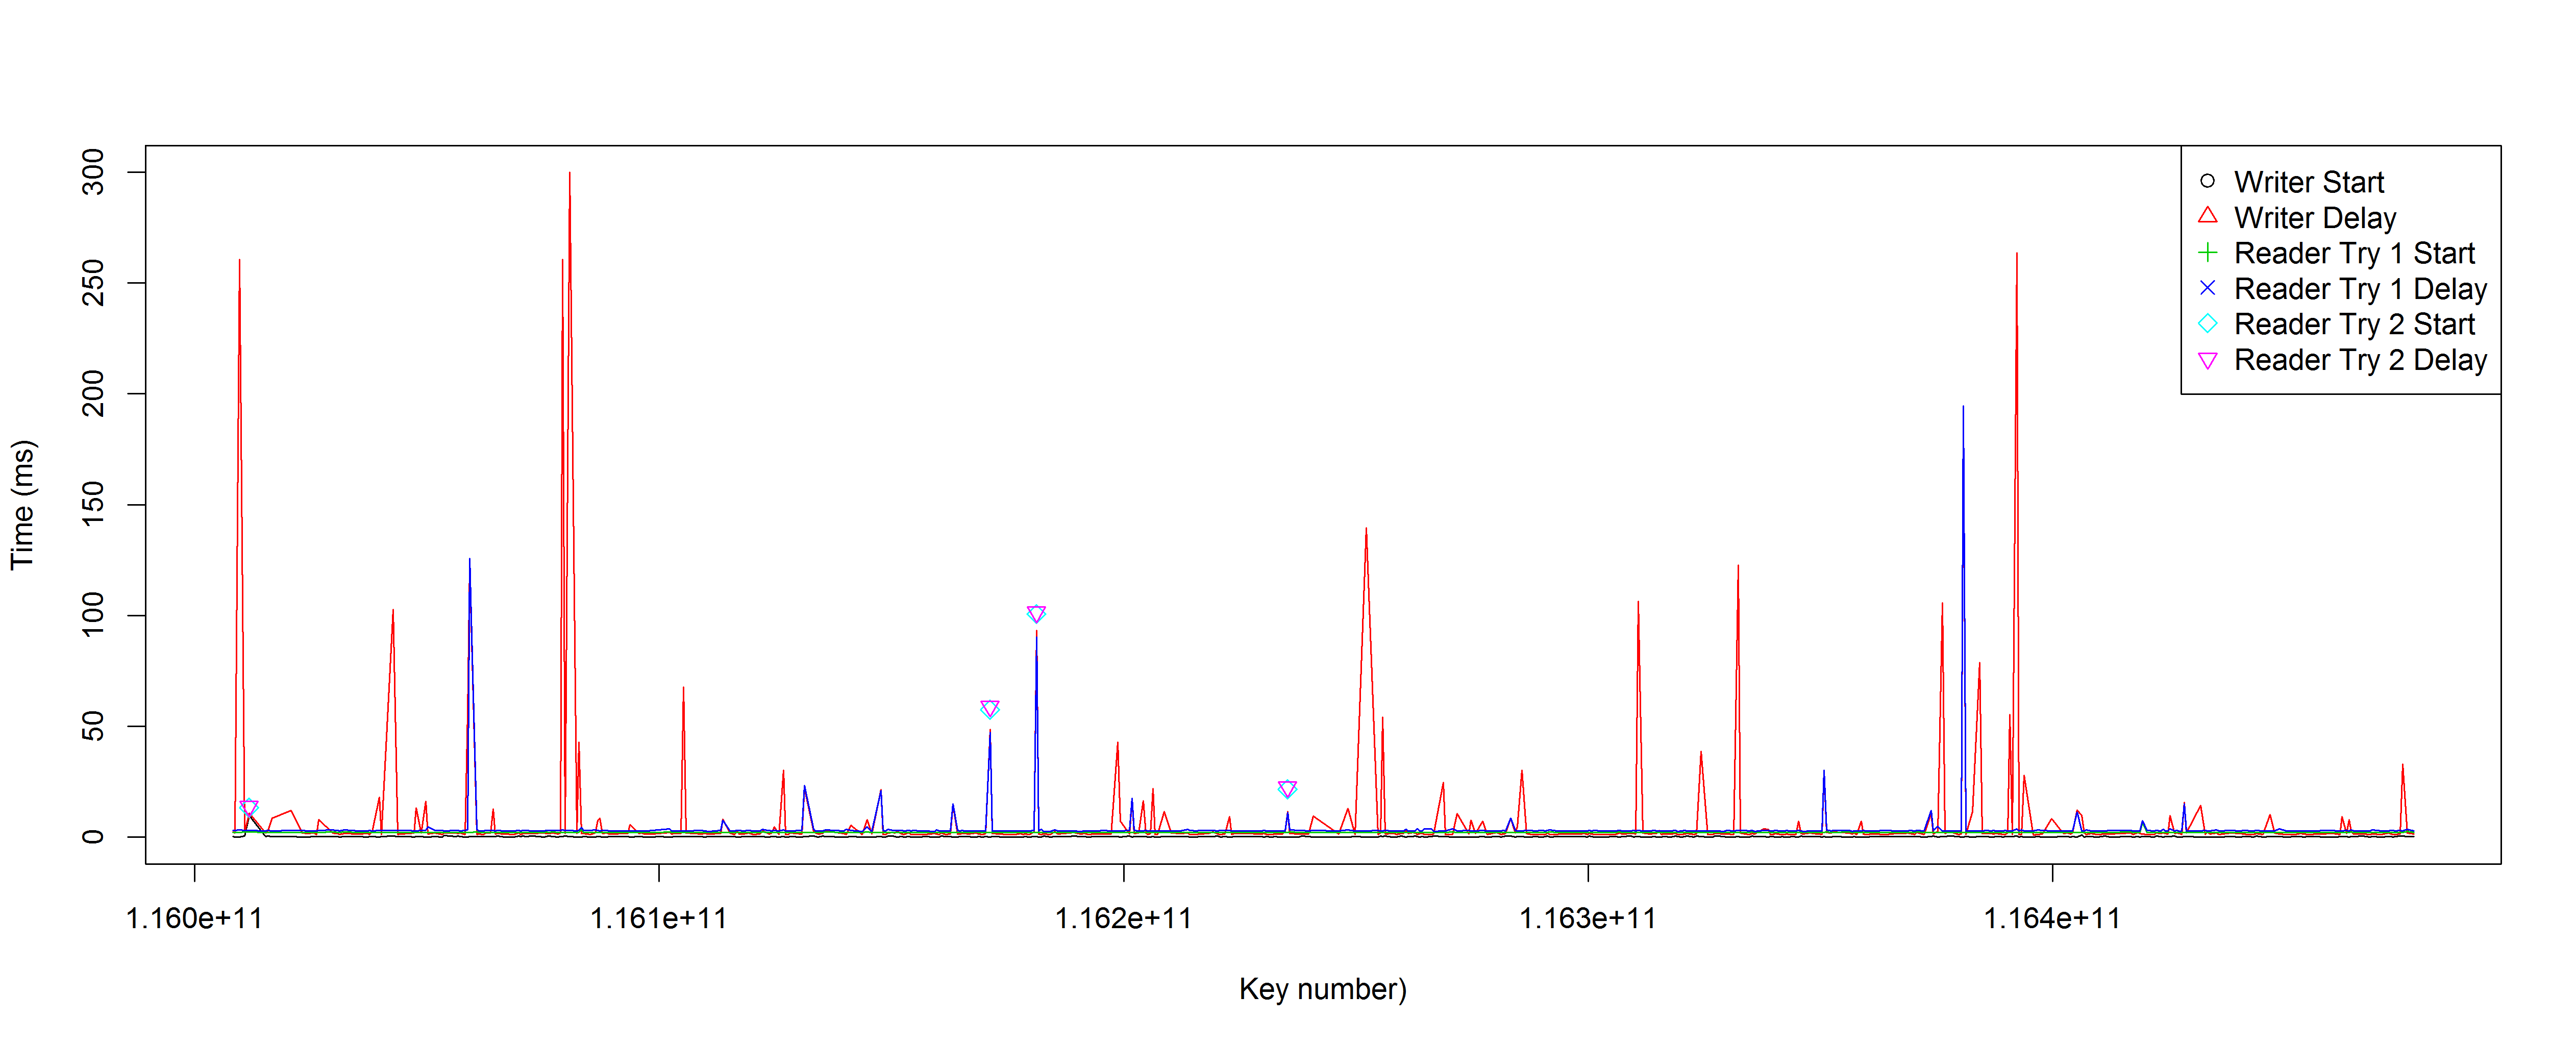 300
250
200
150
100
50
0
Time (ms)
Writer Start
Writer Delay
Reader Try 1 Start
Reader Try 1 Delay
Reader Try 2 Start
Reader Try 2 Delay
1.160e+11 1.161e+11 1.162e+11 1.163e+11 1.164e+11
Key number)